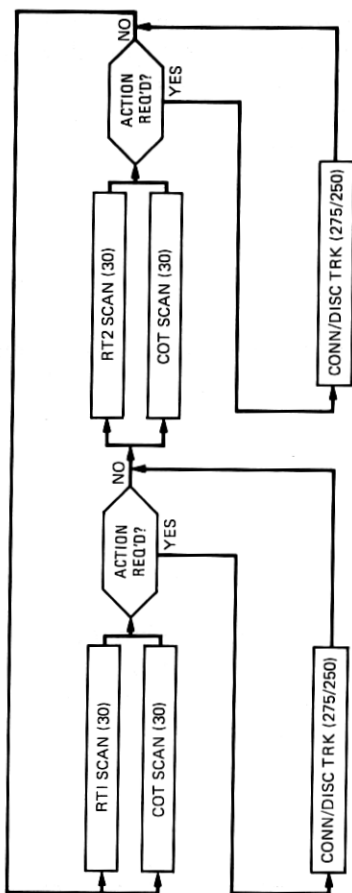 RT1 SCAN (30)
COT SCAN (30)
ACTION
REQ'D?
NO
YES
CONN/DISC TRK (275/250)
RT2 SCAN (30)
COT SCAN (30)
ACTION
REQ'D?
NO
YES
CONN/DISC TRK (275/250)